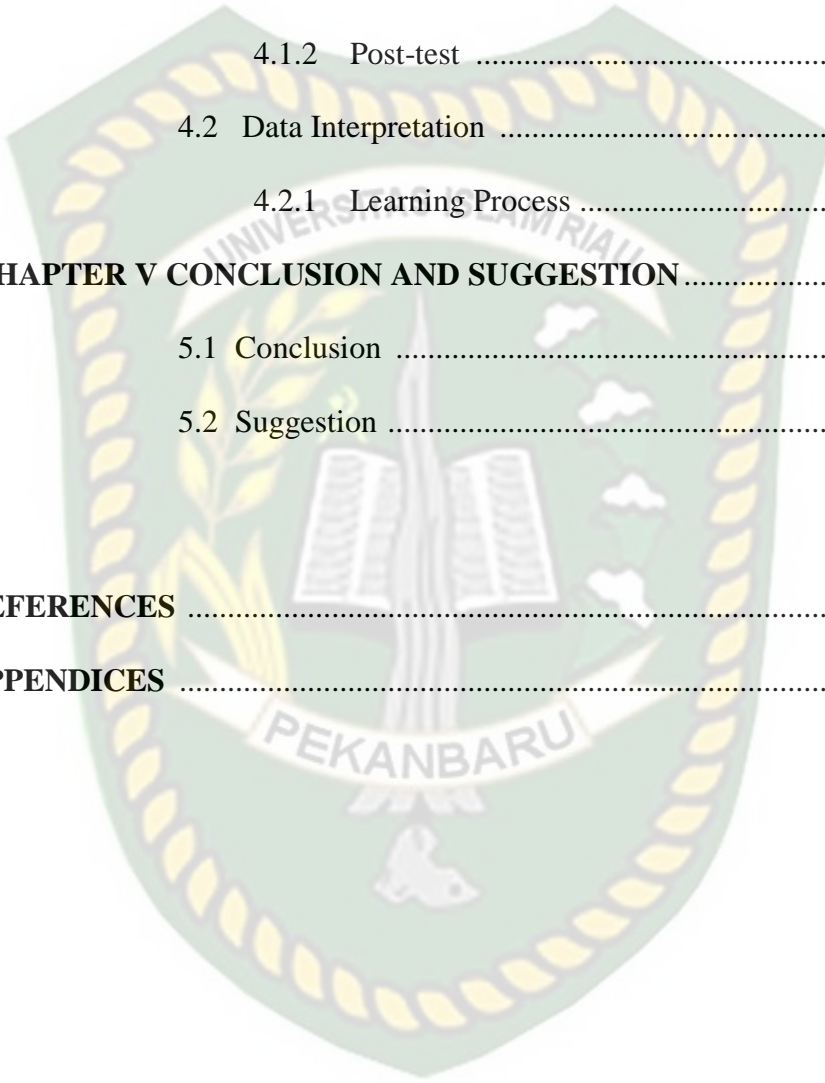 4.1.2 Post-test ........................................
4.2 Data Interpretation ........................................
4.2.1 Learning Process ........................................
UNIVERSITAS ISLAM RIAU
HAPTER V CONCLUSION AND SUGGESTION ........................................
5.1 Conclusion ........................................
5.2 Suggestion ........................................
EFERENCES ........................................
PPENDICES ........................................
PEKANBARU